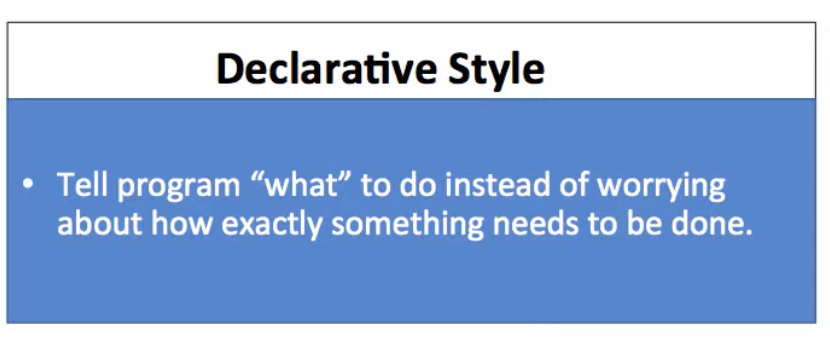 Declarative Style
• Tell program “what” to do instead of worrying
about how exactly something needs to be done.